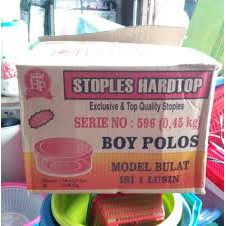 HP
STOPLES HARDTOP
Exclusive & Top Quality Stoples
SERIE NO : 596 (0,45 kg)
BOY POLOS
MODEL BULAT
ISI 1 LUSIN